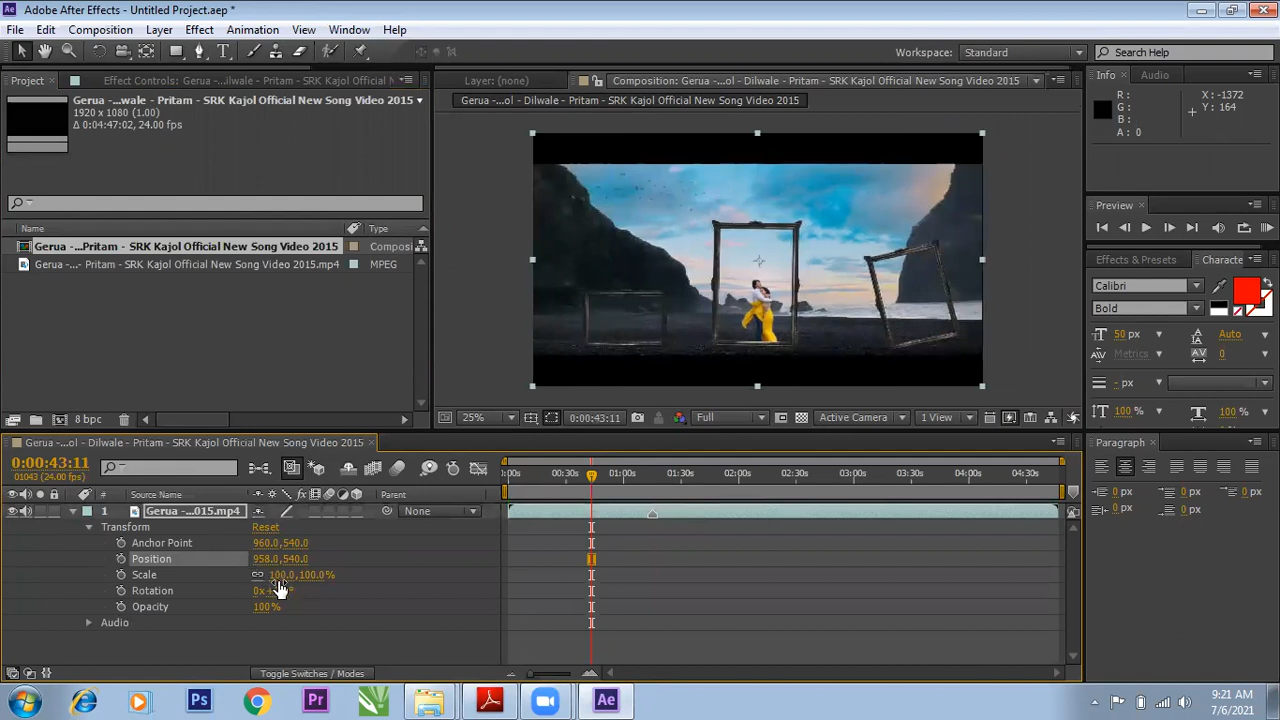 Adobe After Effects - Untitled Project.aep *
File Edit Composition Layer Effect Animation View Window Help
Workspace: Standard Search Help
Project Effect Controls: Gerua -...ilwale - Pritam - SRK Kajol Official
Layer: (none) Composition: Gerua -...ol - Dilwale - Pritam - SRK Kajol Official New Song Video 2015
Info Audio
Gerua -...wale - Pritam - SRK Kajol Official New Song Video 2015
1920 x 1080 (1.00)
Δ 0:04:47:02, 24.00 fps
Gerua -...ol - Dilwale - Pritam - SRK Kajol Official New Song Video 2015
R: X: -1372
G: Y: 164
B:
A: 0
Preview
Name Type
Gerua -...Pritam - SRK Kajol Official New Song Video 2015 Composi
Gerua -...- Pritam - SRK Kajol Official New Song Video 2015.mp4 MPEG
Effects & Presets Characte
Calibri
Bold
50 px Auto
Metrics 0
- px
100 % 100 %
8 bpc
25% 0:00:43:11 Full Active Camera 1 View
Gerua -...ol - Dilwale - Pritam - SRK Kajol Official New Song Video 2015
Paragraph
0:00:43:11
01043 (24.00 fps)
00s 00:30s 01:00s 01:30s 02:00s 02:30s 03:00s 03:30s 04:00s 04:30s
# Source Name Parent
1 Gerua -...015.mp4 None
Transform Reset
Anchor Point 960.0,540.0
Position 958.0,540.0
Scale 100.0,100.0%
Rotation 0x
Opacity 100%
Audio
0 px 0 px 0 px
0 px 0 px
Toggle Switches / Modes
Ps Pr Ae
9:21 AM
7/6/2021